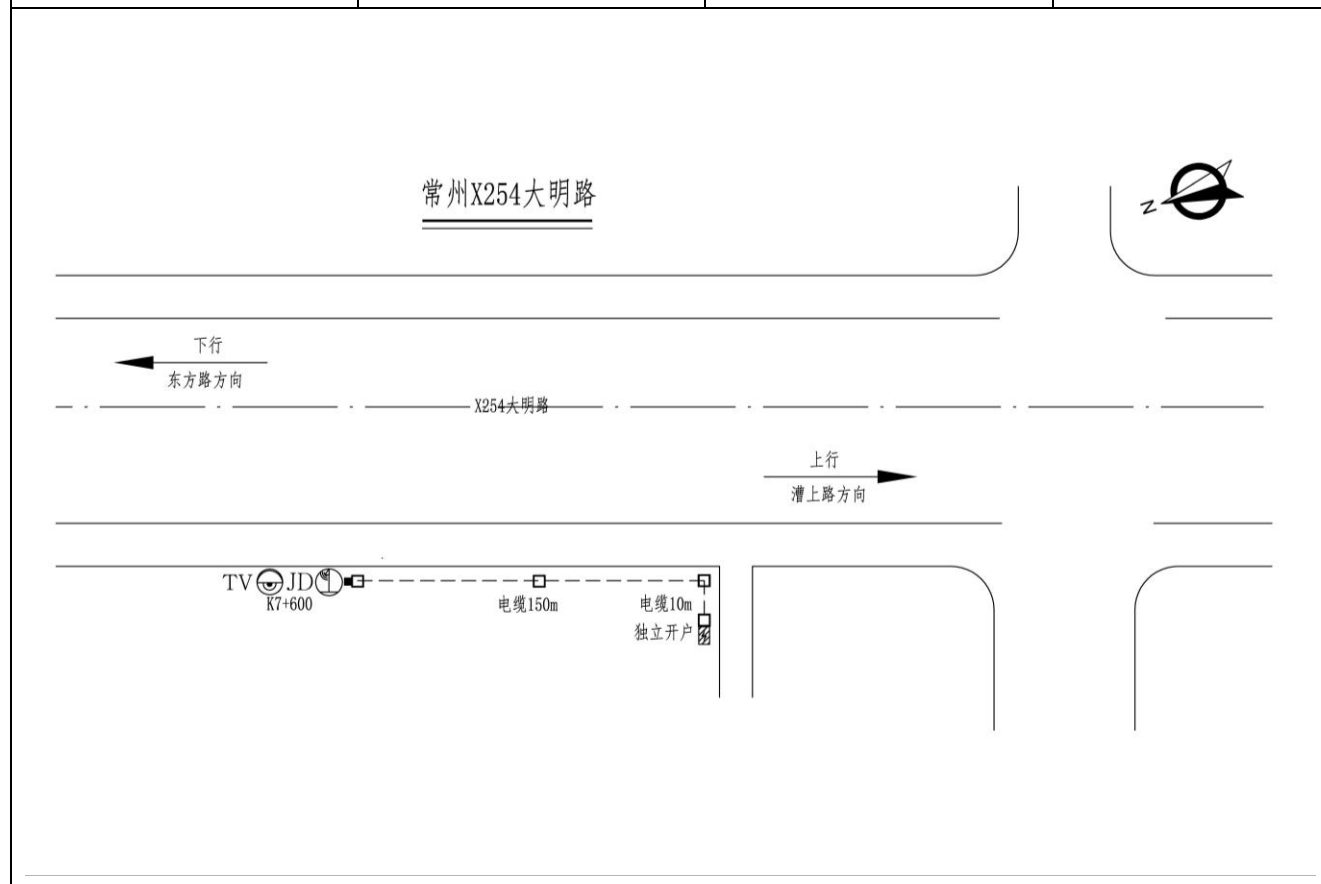 常州X254大明路
N
下行
东方路方向
X254大明路
上行
漕上路方向
TV JD
K7+600
电缆150m
电缆10m
独立开户